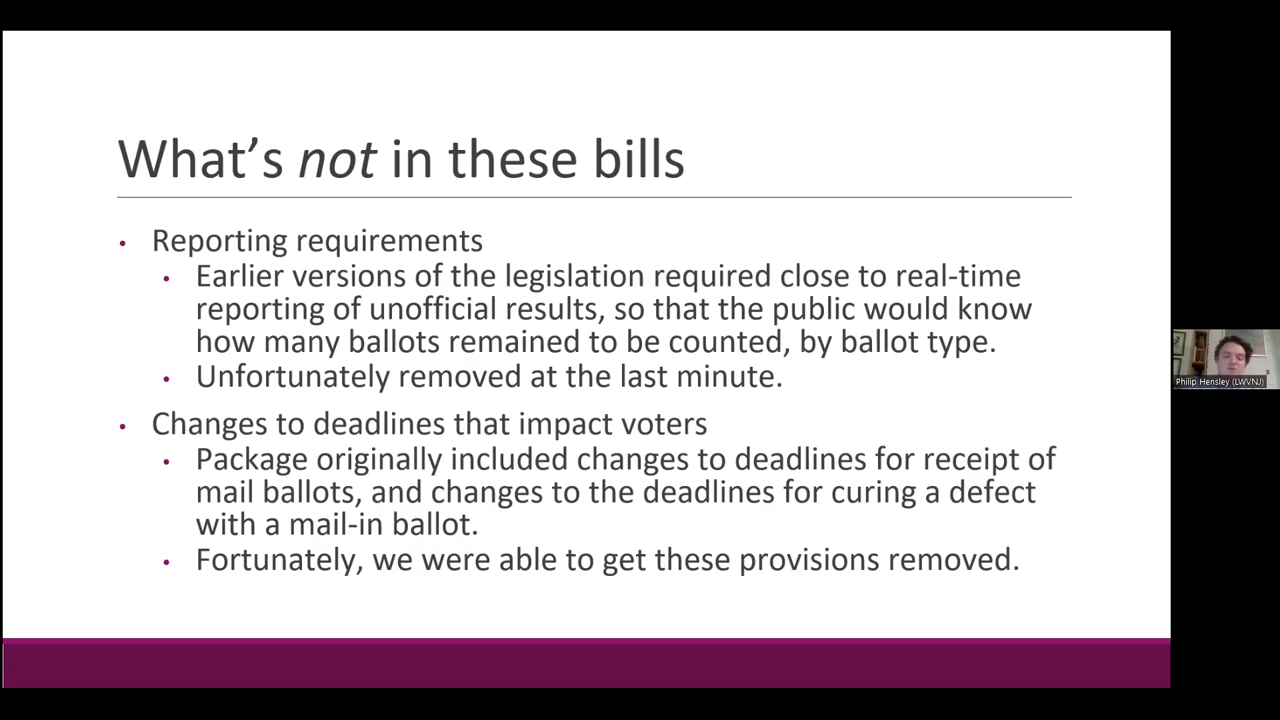 What's not in these bills
• Reporting requirements
• Earlier versions of the legislation required close to real-time
reporting of unofficial results, so that the public would know
how many ballots remained to be counted, by ballot type.
• Unfortunately removed at the last minute.
• Changes to deadlines that impact voters
• Package originally included changes to deadlines for receipt of
mail ballots, and changes to the deadlines for curing a defect
with a mail-in ballot.
• Fortunately, we were able to get these provisions removed.
Philip Hensley (LWVNJ)